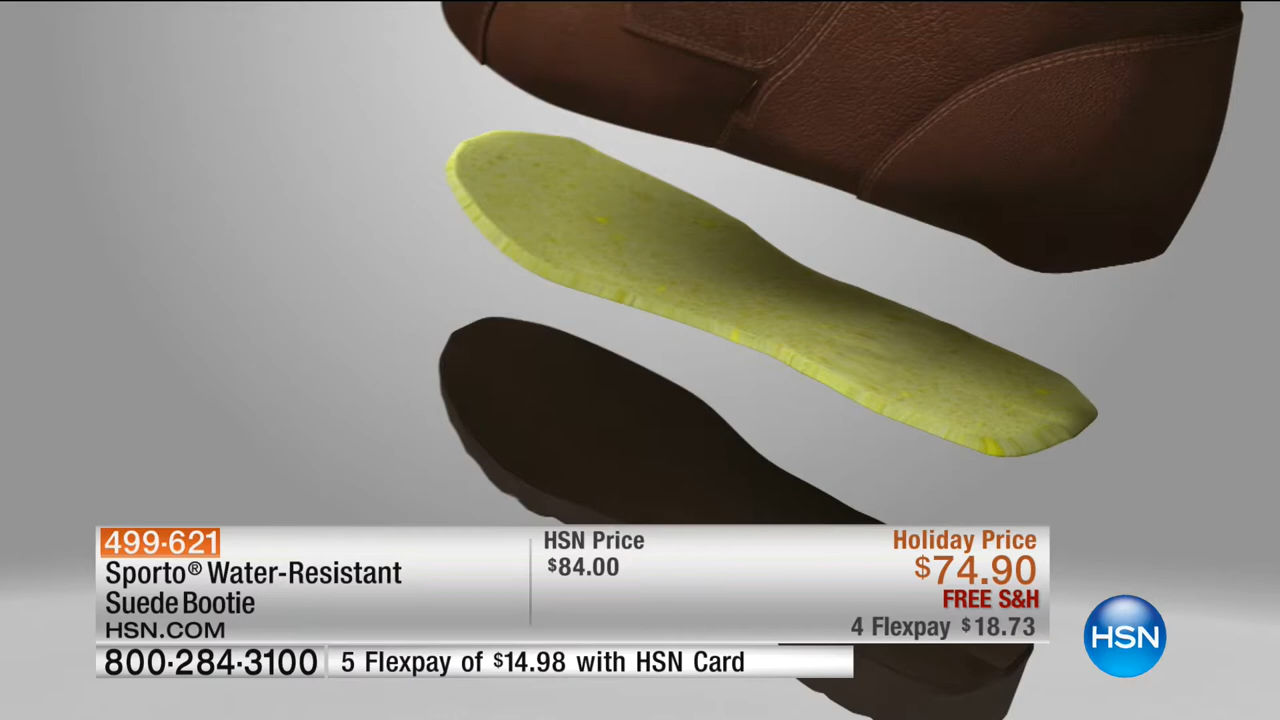 499·621
Sporto® Water-Resistant
Suede Bootie
HSN.COM
HSN Price
$84.00
Holiday Price
$74.90
FREE S&H
4 Flexpay $18.73
800·284·3100
5 Flexpay of $14.98 with HSN Card
HSN